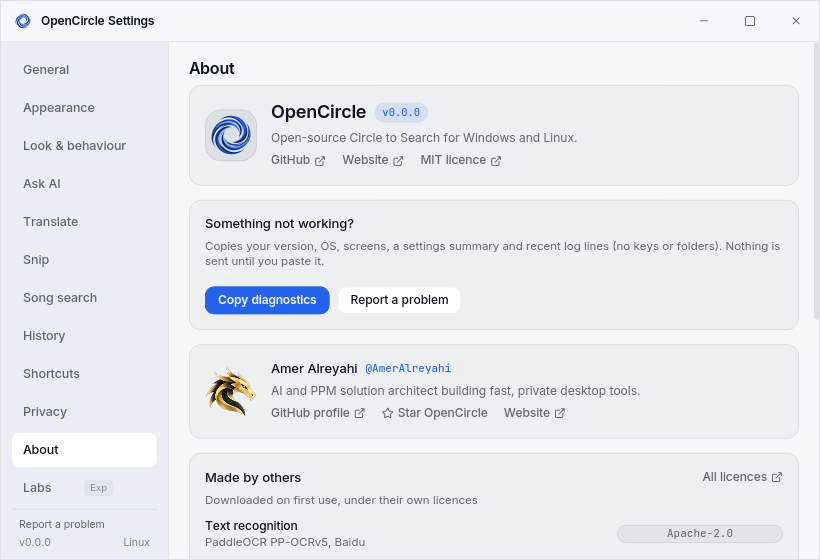 OpenCircle Settings
General
Appearance
Look & behaviour
Ask AI
Translate
Snip
Song search
History
Shortcuts
Privacy
About
Labs Exp
Report a problem
v0.0.0 Linux
About
OpenCircle v0.0.0
Open-source Circle to Search for Windows and Linux.
GitHub Website MIT licence
Something not working?
Copies your version, OS, screens, a settings summary and recent log lines (no keys or folders). Nothing is
sent until you paste it.
Copy diagnostics Report a problem
Amer Alreyahi @AmerAlreyahi
AI and PPM solution architect building fast, private desktop tools.
GitHub profile Star OpenCircle Website
Made by others All licences
Downloaded on first use, under their own licences
Text recognition
PaddleOCR PP-OCRv5, Baidu Apache-2.0